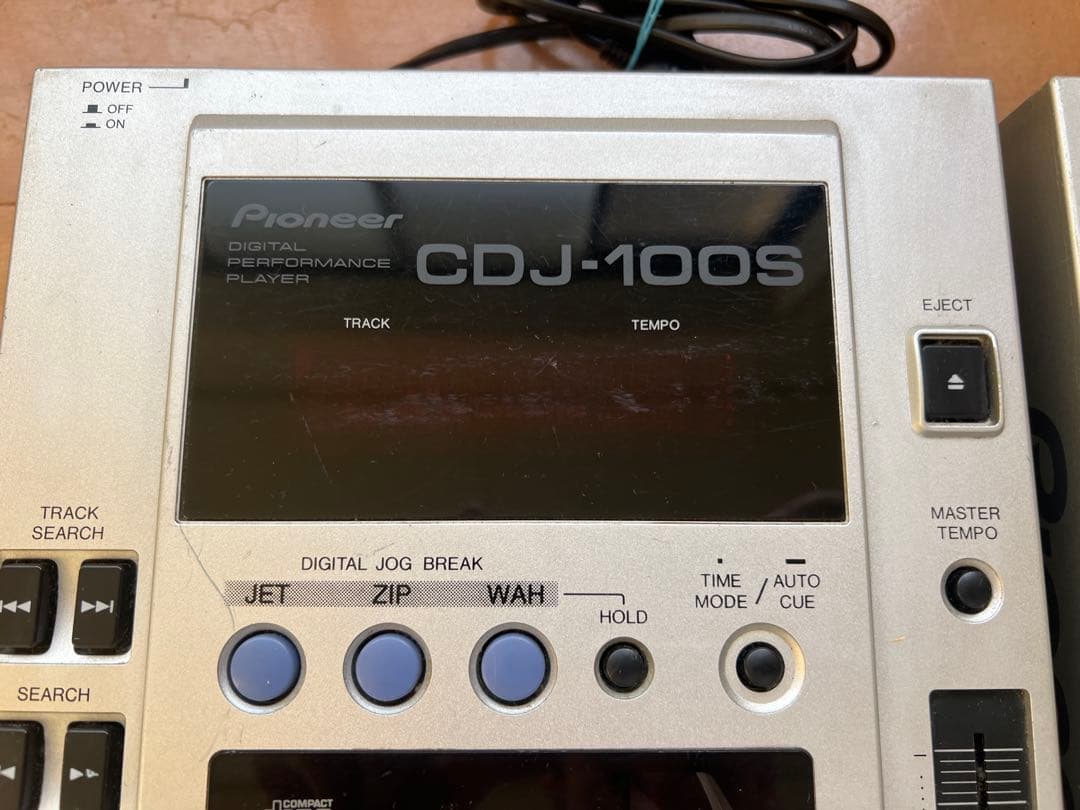 POWER
OFF
ON
Pioneer
DIGITAL
PERFORMANCE
PLAYER
CDJ-100S
TRACK
TEMPO
EJECT
TRACK
SEARCH
MASTER
TEMPO
DIGITAL JOG BREAK
JET ZIP WAH
HOLD
TIME
MODE / AUTO
CUE
SEARCH
COMPACT